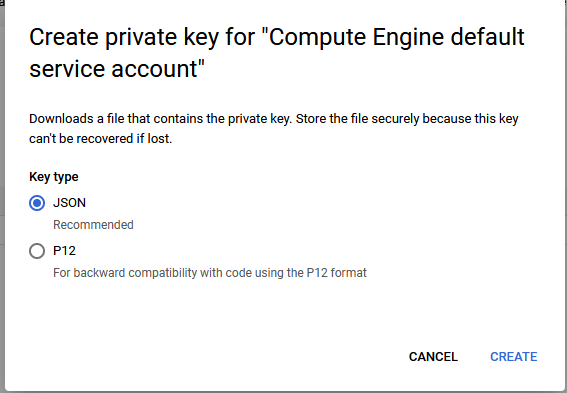 Create private key for "Compute Engine default
service account"
Downloads a file that contains the private key. Store the file securely because this key
can't be recovered if lost.
Key type
JSON
Recommended
P12
For backward compatibility with code using the P12 format
CANCEL
CREATE